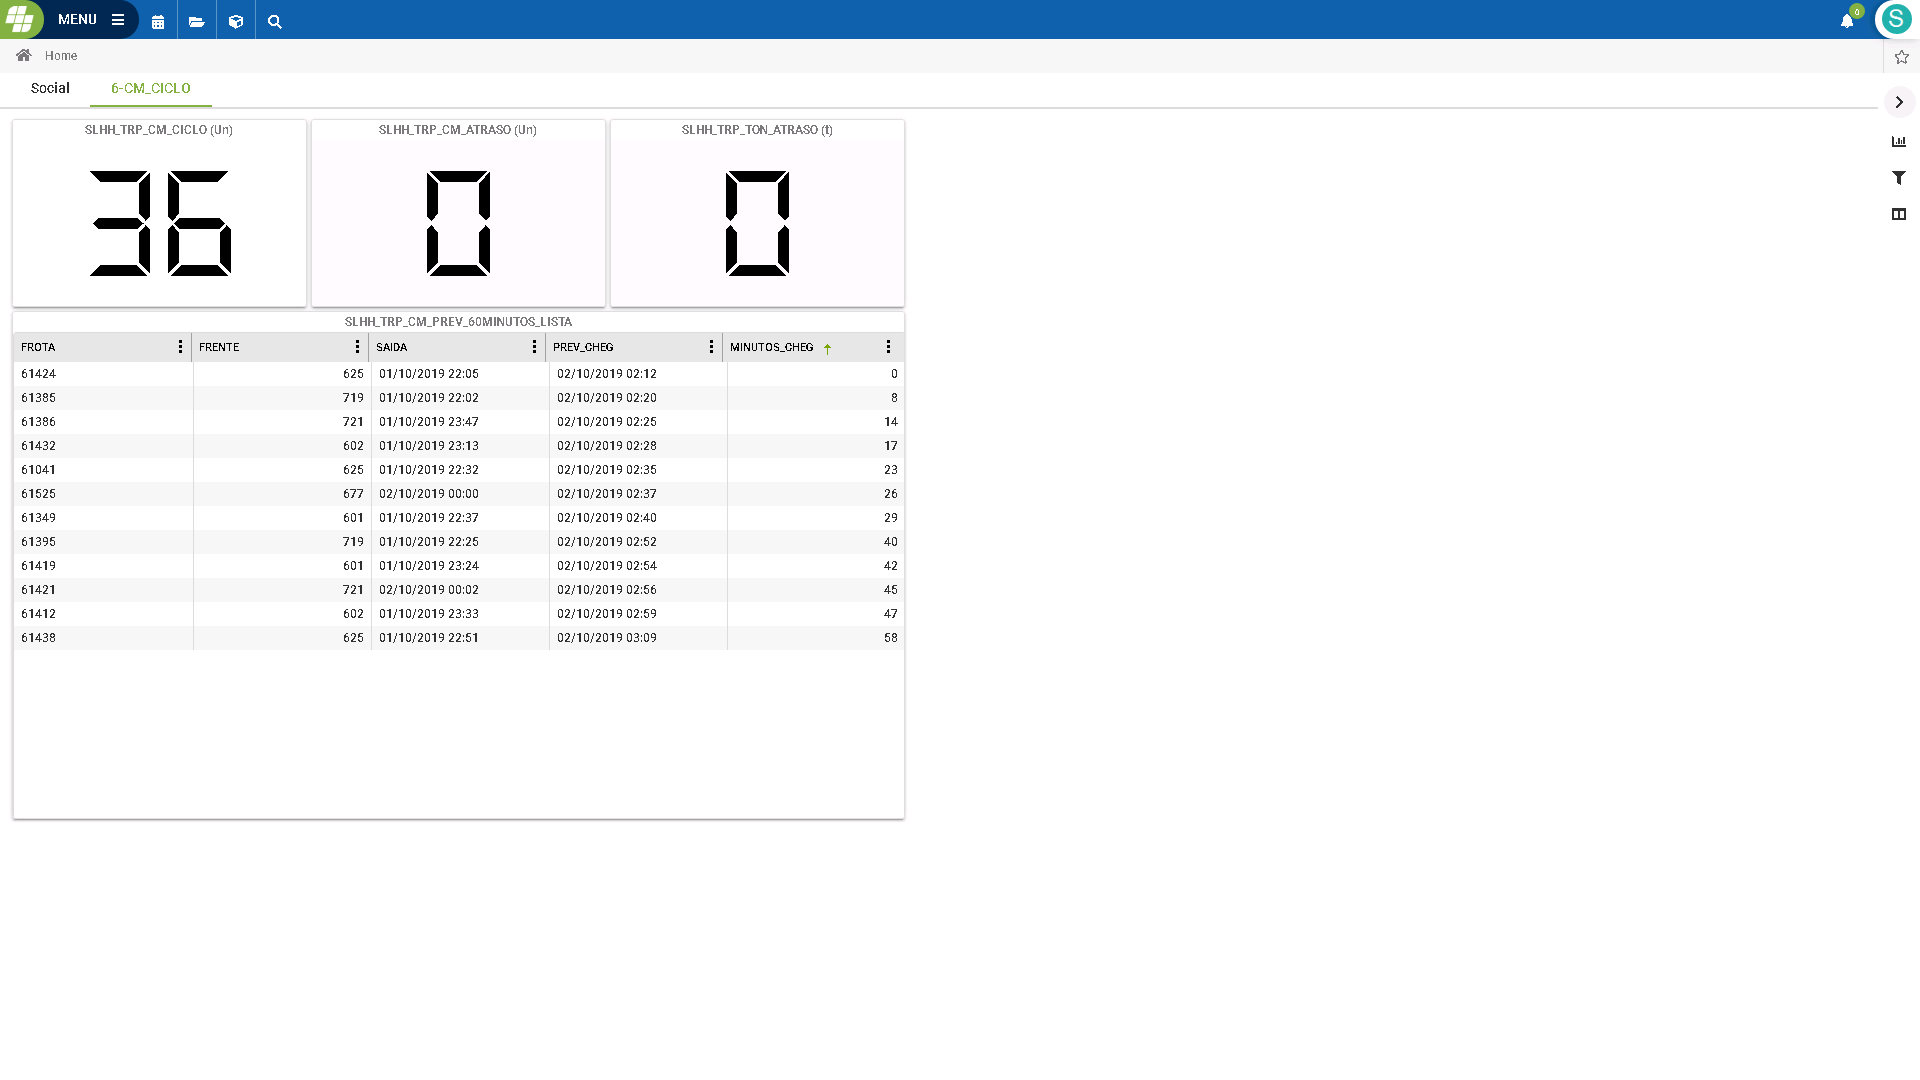 MENU
0
S
Home
Social 6-CM_CICLO
SLHH_TRP_CM_CICLO (Un) SLHH_TRP_CM_ATRASO (Un) SLHH_TRP_TON_ATRASO (t)
36 0 0
SLHH_TRP_CM_PREV_60MINUTOS_LISTA
FROTA FRENTE SAIDA PREV_CHEG MINUTOS_CHEG
61424 625 01/10/2019 22:05 02/10/2019 02:12 0
61385 719 01/10/2019 22:02 02/10/2019 02:20 8
61386 721 01/10/2019 23:47 02/10/2019 02:25 14
61432 602 01/10/2019 23:13 02/10/2019 02:28 17
61041 625 01/10/2019 22:32 02/10/2019 02:35 23
61525 677 02/10/2019 00:00 02/10/2019 02:37 26
61349 601 01/10/2019 22:37 02/10/2019 02:40 29
61395 719 01/10/2019 22:25 02/10/2019 02:52 40
61419 601 01/10/2019 23:24 02/10/2019 02:54 42
61421 721 02/10/2019 00:02 02/10/2019 02:56 45
61412 602 01/10/2019 23:33 02/10/2019 02:59 47
61438 625 01/10/2019 22:51 02/10/2019 03:09 58